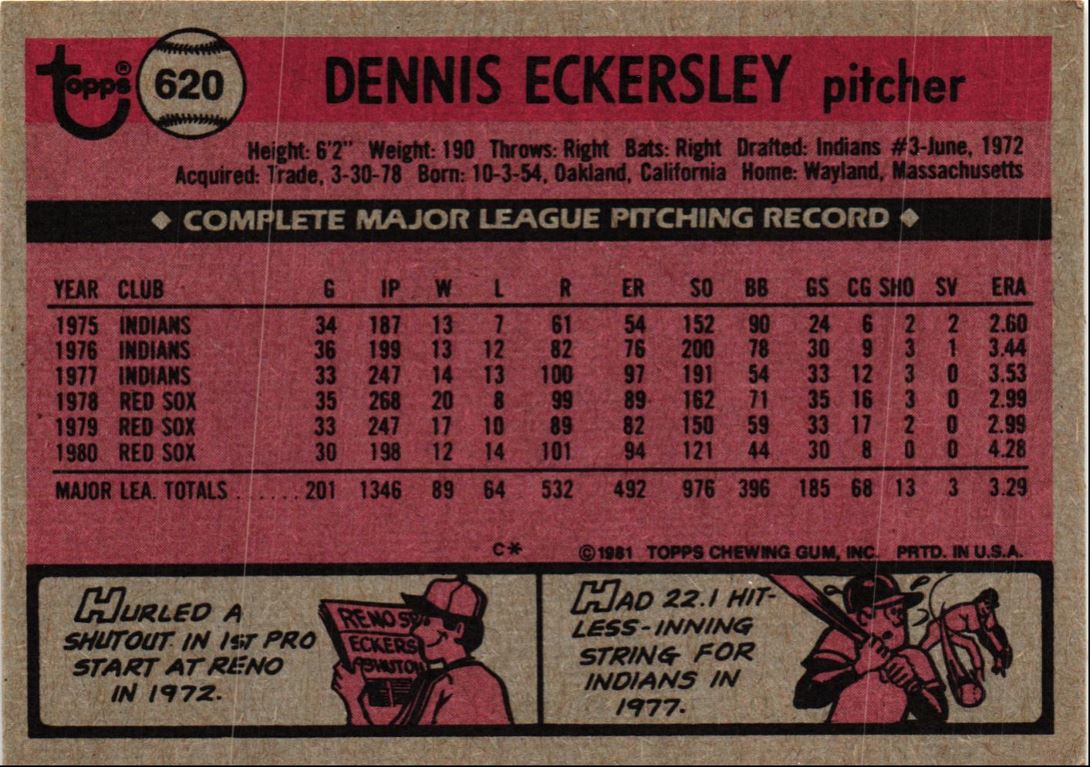 Topps® 620 DENNIS ECKERSLEY pitcher
Height: 6'2" Weight: 190 Throws: Right Bats: Right Drafted: Indians #3-June, 1972
Acquired: Trade, 3-30-78 Born: 10-3-54, Oakland, California Home: Wayland, Massachusetts
◆ COMPLETE MAJOR LEAGUE PITCHING RECORD ◆
YEAR CLUB G IP W L R ER SO BB GS CG SHO SV ERA
1975 INDIANS 34 187 13 7 61 54 152 90 24 6 2 2 2.60
1976 INDIANS 36 199 13 12 82 76 200 78 30 9 3 1 3.44
1977 INDIANS 33 247 14 13 100 97 191 54 33 12 3 0 3.53
1978 RED SOX 35 268 20 8 99 89 162 71 35 16 3 0 2.99
1979 RED SOX 33 247 17 10 89 82 150 59 33 17 2 0 2.99
1980 RED SOX 30 198 12 14 101 94 121 44 30 8 0 0 4.28
MAJOR LEA. TOTALS ...... 201 1346 89 64 532 492 976 396 185 68 13 3 3.29
C* ©1981 TOPPS CHEWING GUM, INC. PRTD. IN U.S.A.
HURLED A
SHUTOUT IN 1ST PRO
START AT RENO
IN 1972.
RENO
ECKERS
HAD 22.1 HIT-
LESS-INNING
STRING FOR
INDIANS IN
1977.